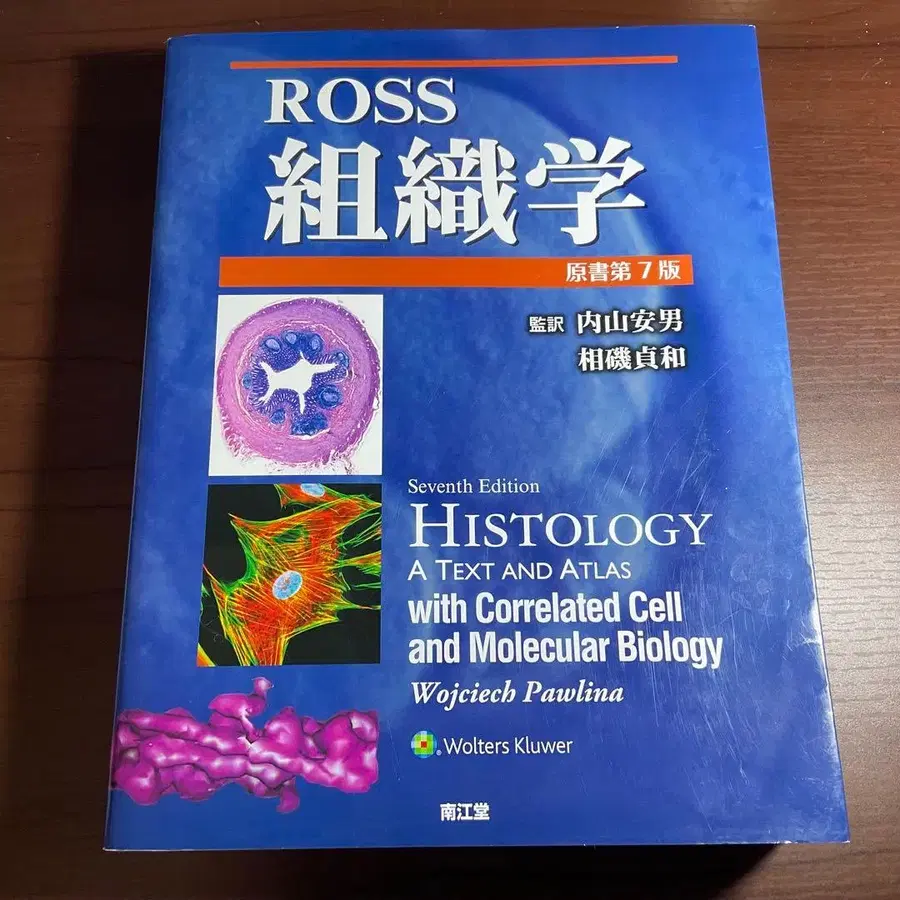 ROSS
組織学
原書第7版
監訳 内山安男
相磯貞和
Seventh Edition
HISTOLOGY
A TEXT AND ATLAS
with Correlated Cell
and Molecular Biology
Wojciech Pawlina
Wolters Kluwer
南江堂